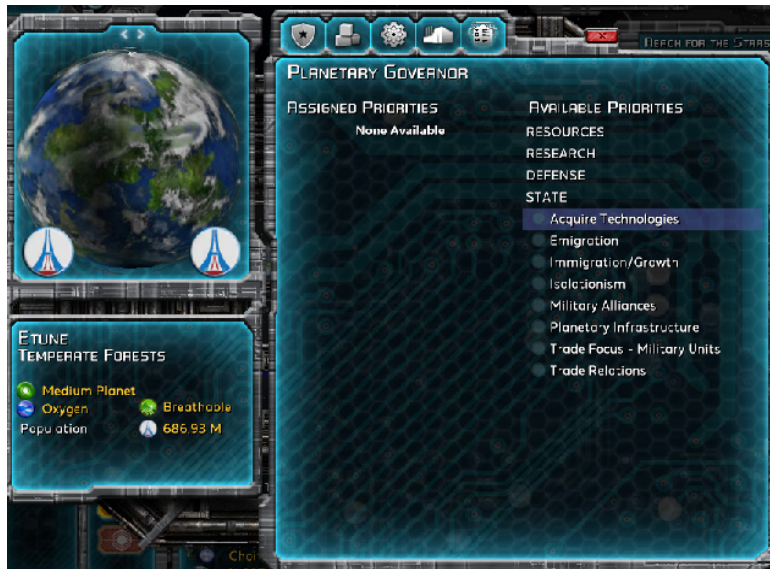 REACH FOR THE STARS
PLANETARY GOVERNOR
ASSIGNED PRIORITIES
None Available
AVAILABLE PRIORITIES
RESOURCES
RESEARCH
DEFENSE
STATE
Acquire Technologies
Emigration
Immigration/Growth
Isolationism
Military Alliances
Planetary Infrastructure
Trade Focus - Military Units
Trade Relations
ETUNE
TEMPERATE FORESTS
Medium Planet
Oxygen Breathable
Population 686.93 M
Choi